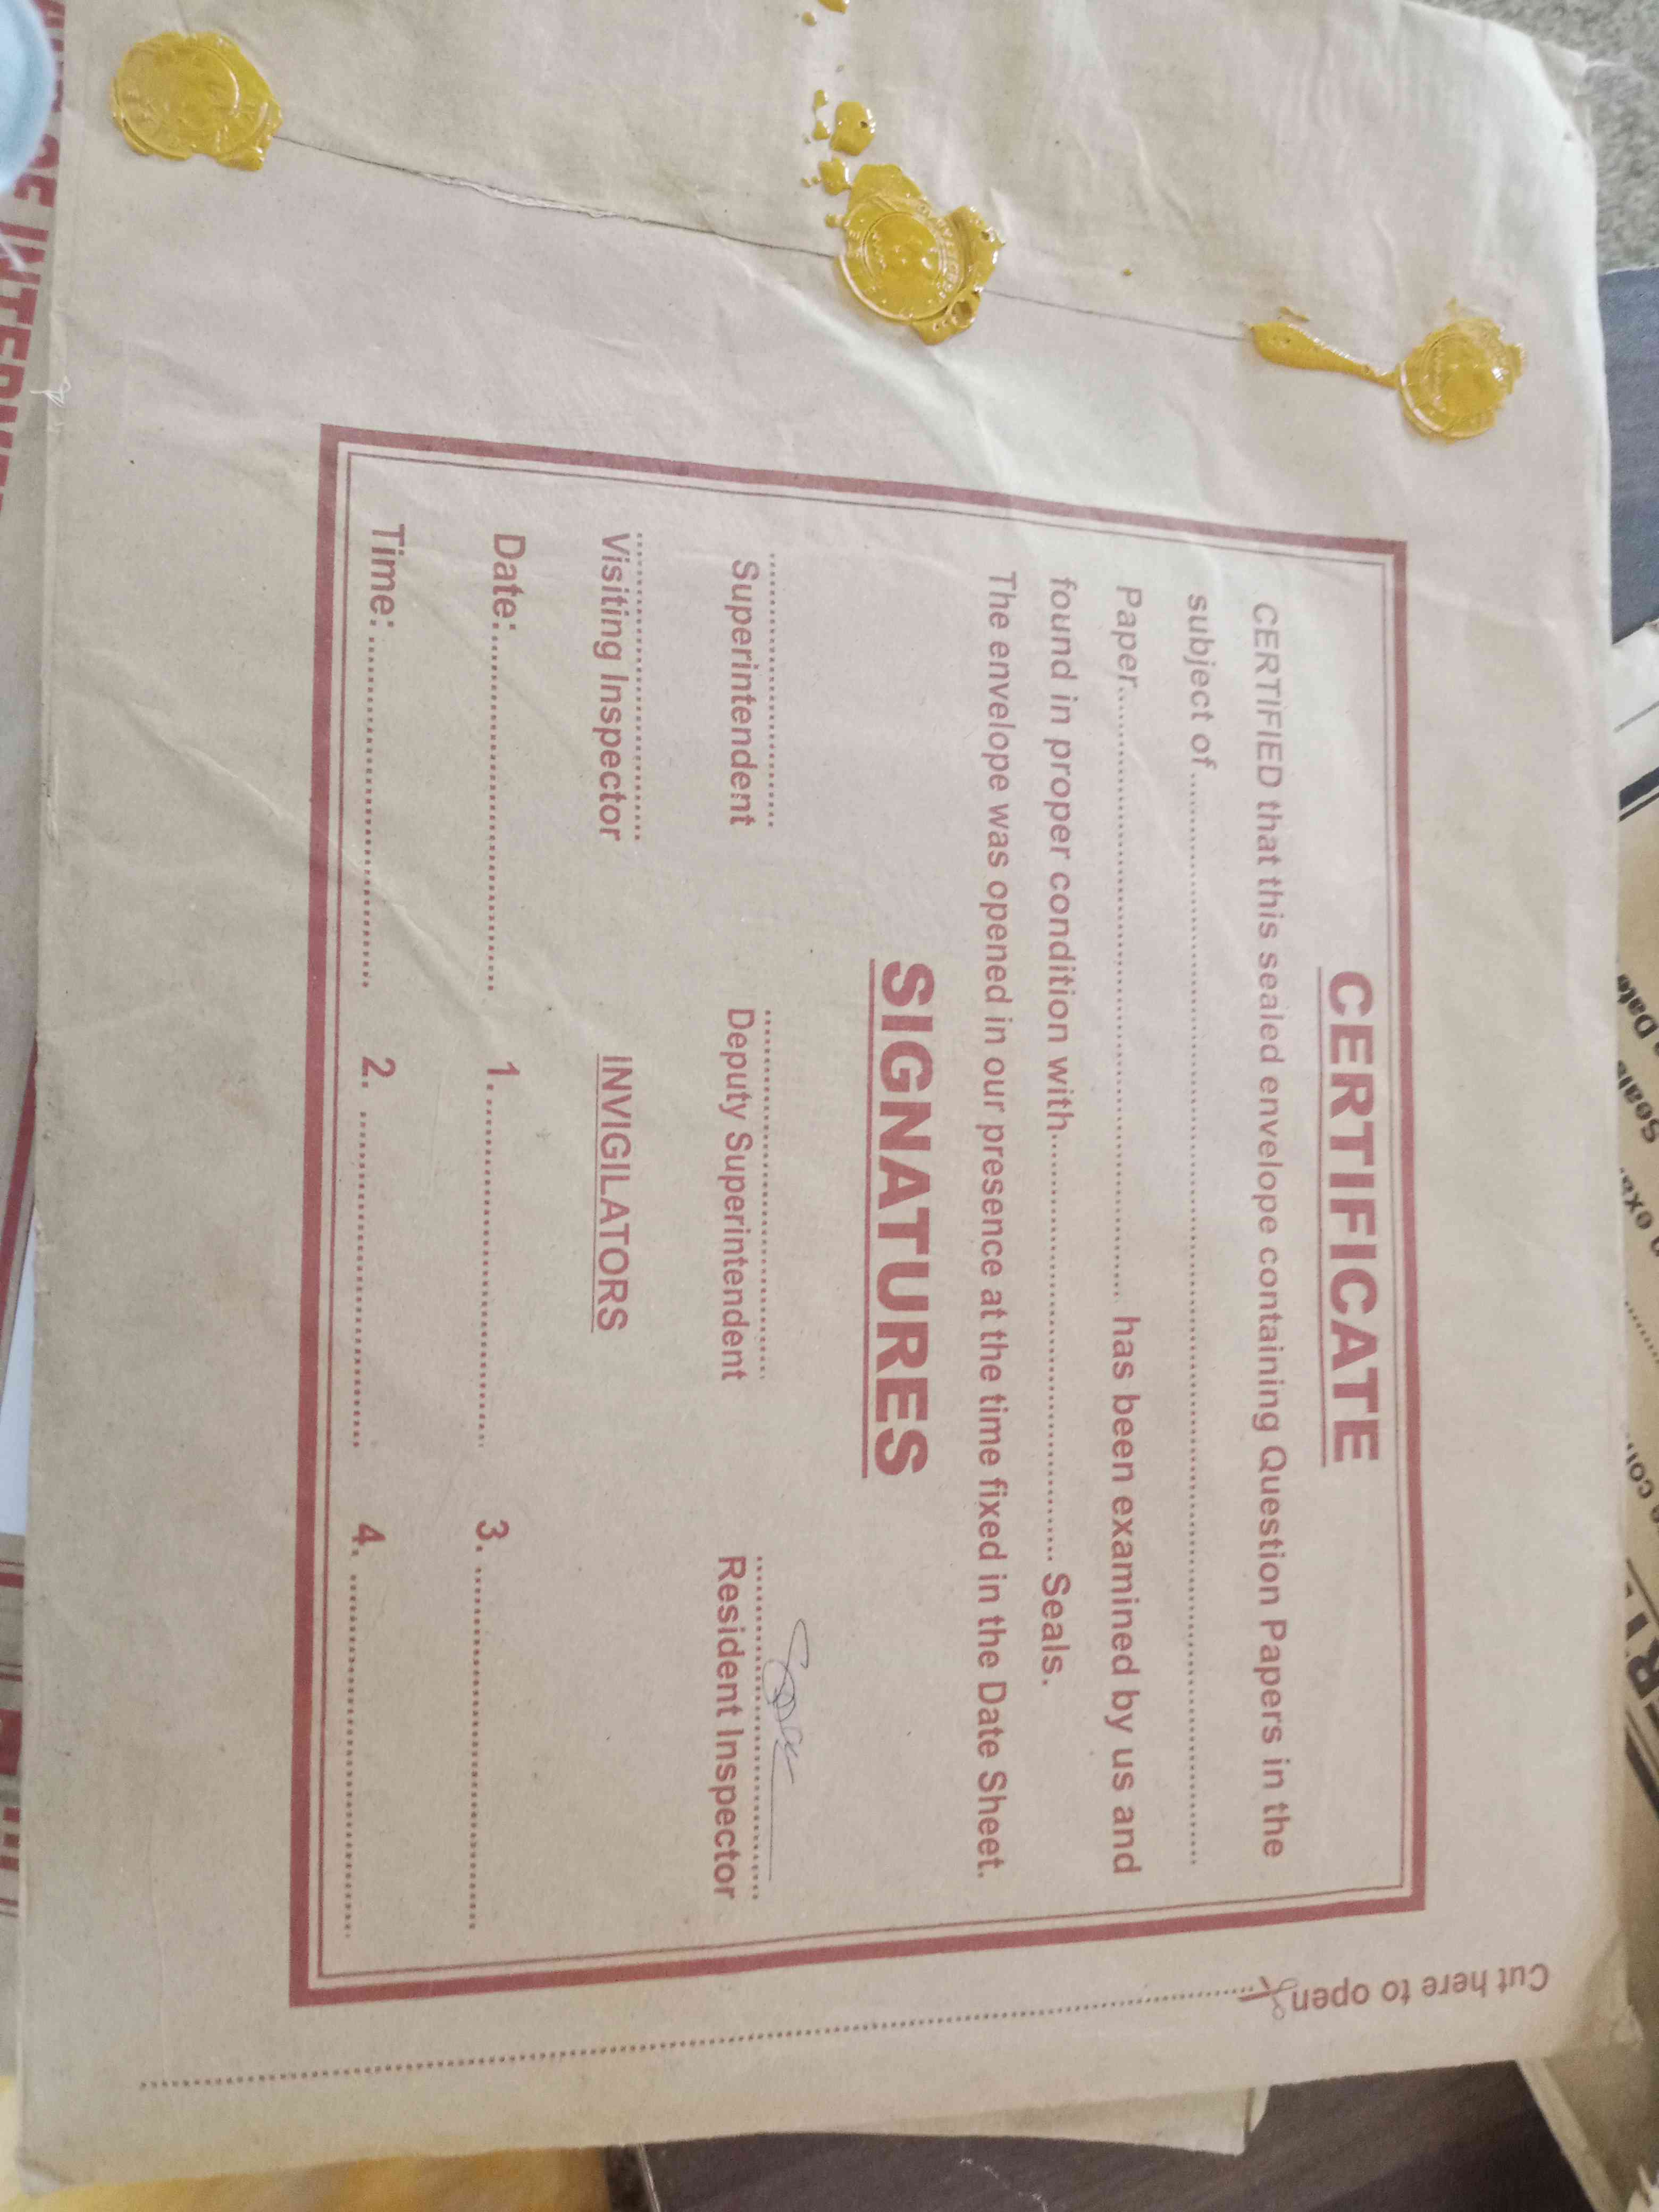 CERTIFICATE
CERTIFIED that this sealed envelope containing Question Papers in the
subject of ........................................
Paper........................................ has been examined by us and
found in proper condition with........................................ Seals.
The envelope was opened in our presence at the time fixed in the Date Sheet.
SIGNATURES
Superintendent Deputy Superintendent Resident Inspector
Visiting Inspector INVIGILATORS
Date:.............................. 1............................... 3. ..............................
Time: .............................. 2. .............................. 4. ..............................
Cut here to open
Date
Seals